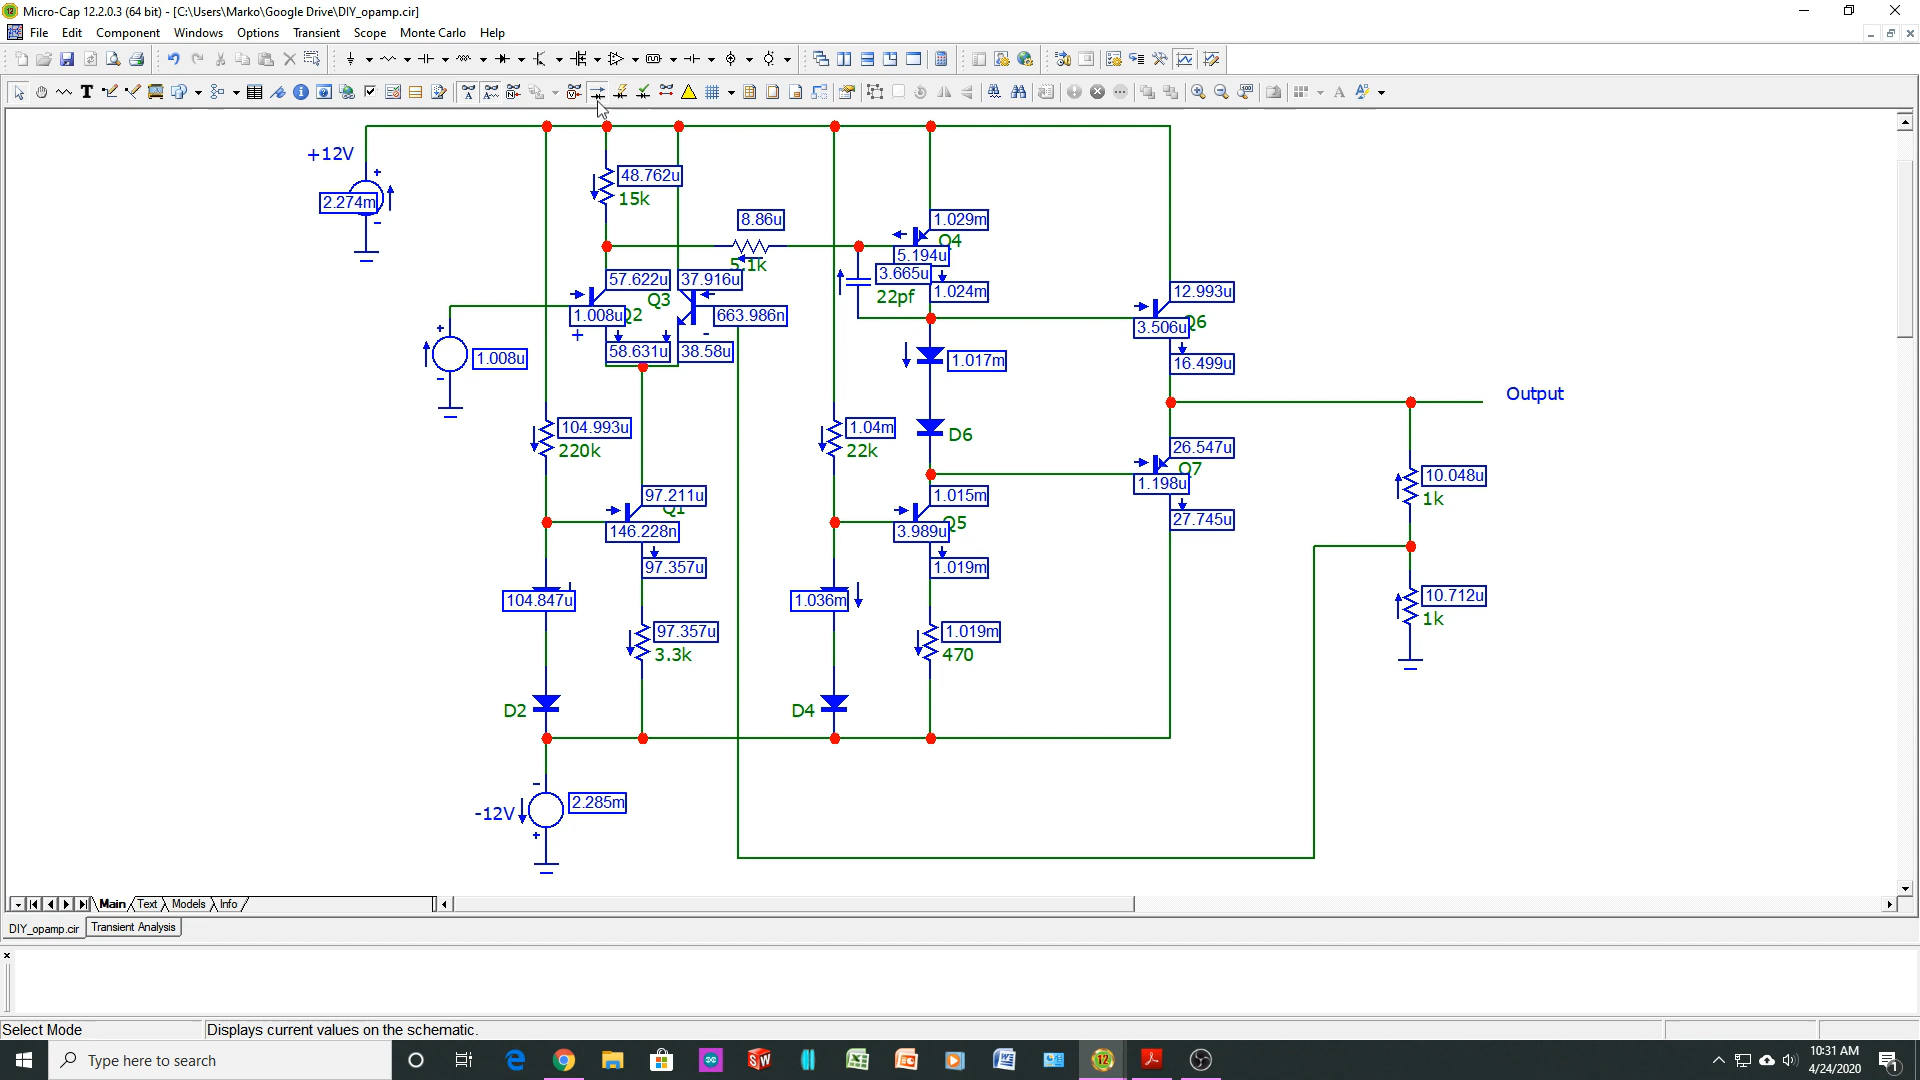 Micro-Cap 12.2.0.3 (64 bit) - [C:\Users\Marko\Google Drive\DIY_opamp.cir]
File Edit Component Windows Options Transient Scope Monte Carlo Help
+12V
2.274m
48.762u
15k
8.86u
5.1k
1.029m
Q4
5.194u
3.665u
22pf
1.024m
57.622u
37.916u
Q3
1.008u
Q2
663.986n
58.631u
38.58u
1.008u
12.993u
Q6
3.506u
16.499u
1.017m
Output
104.993u
220k
1.04m
22k
D6
26.547u
Q7
1.198u
27.745u
10.048u
1k
97.211u
Q1
146.228n
97.357u
1.015m
Q5
3.989u
1.019m
104.847u
1.036m
97.357u
3.3k
1.019m
470
10.712u
1k
D2
D4
-12V
2.285m
Main Text Models Info
DIY_opamp.cir Transient Analysis
Select Mode Displays current values on the schematic.
Type here to search
10:31 AM
4/24/2020